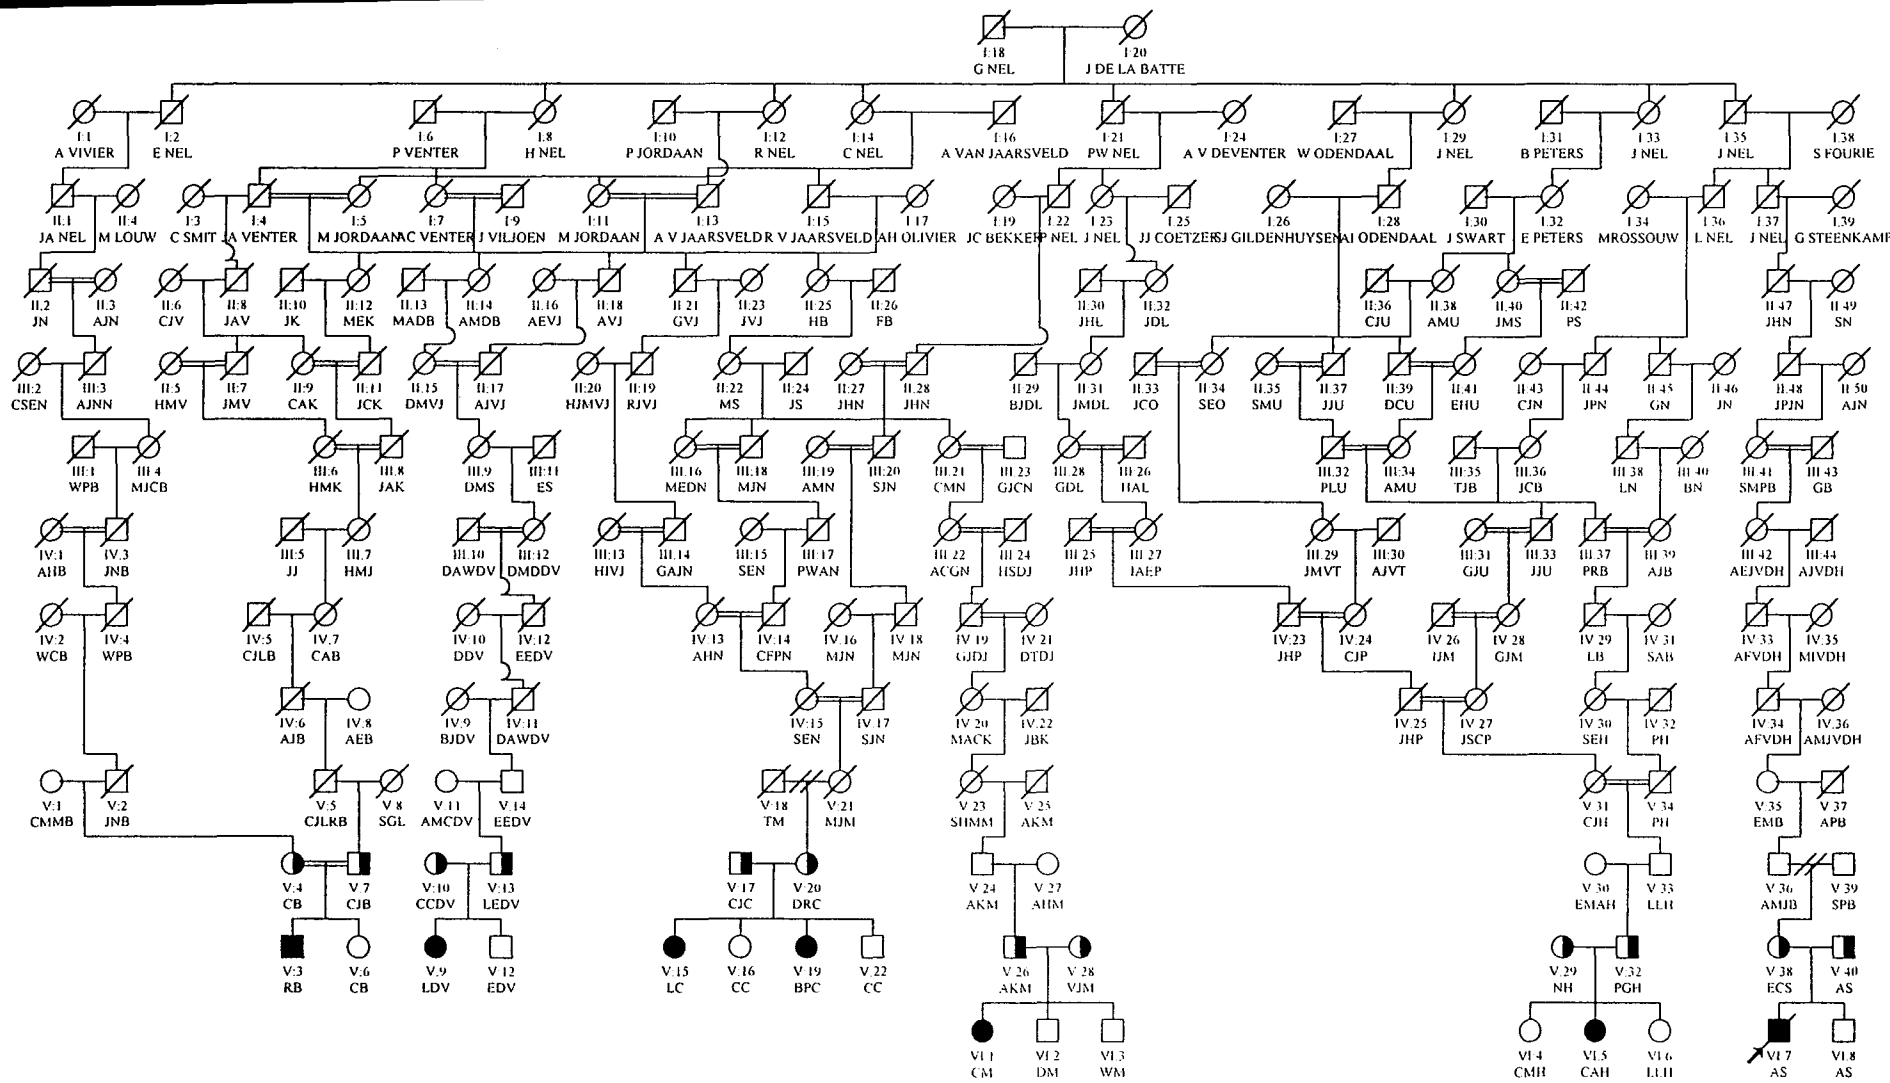 I:18 I:20
G NEL J DE LA BATTE
I:1 I:2 I:6 I:8 I:10 I:12 I:14 I:16 I:21 I:24 I:27 I:29 I:31 I:33 I:35 I:38
A VIVIER E NEL P VENTER H NEL P JORDAAN R NEL C NEL A VAN JAARSVELD PW NEL A V DEVENTER W ODENDAAL J NEL B PETERS J NEL J NEL S FOURIE
II:1 II:4 I:3 I:4 I:5 I:7 I:9 I:11 I:13 I:15 I:17 I:19 I:22 I:23 I:25 I:26 I:28 I:30 I:32 I:34 I:36 I:37 I:39
JA NEL M LOUW C SMIT A VENTER M JORDAAN AC VENTER J VILJOEN M JORDAAN A V JAARSVELD R V JAARSVELD AH OLIVIER JC BEKKER P NEL J NEL JJ COETZER SJ GILDENHUYSEN AI ODENDAAL J SWART E PETERS MROSSOUW L NEL J NEL G STEENKAMP
II:2 II:3 II:6 II:8 II:10 II:12 II:13 II:14 II:16 II:18 II:21 II:23 II:25 II:26 II:30 II:32 II:36 II:38 II:40 II:42 II:47 II:49
JN AJN CJV JAV JK MEK MADB AMDB AEVJ AVJ GVJ JVJ HB FB JHL JDL CJU AMU JMS PS JHN SN
III:2 III:3 II:5 II:7 II:9 II:11 II:15 II:17 II:20 II:19 II:22 II:24 II:27 II:28 II:29 II:31 II:33 II:34 II:35 II:37 II:39 II:41 II:43 II:44 II:45 II:46 II:48 II:50
CSEN AJNN HMV JMV CAK JCK DMVJ AJVJ HJMVJ RJVJ MS JS JHN JHN BJDL JMDL JCO SEO SMU JJU DCU EHU CJN JPN GN JN JPJN AJN
III:1 III:4 III:6 III:8 III:9 III:11 III:16 III:18 III:19 III:20 III:21 III:23 III:28 III:26 III:32 III:34 III:35 III:36 III:38 III:40 III:41 III:43
WPB MJCB HMK JAK DMS ES MEDN MJN AMN SJN CMN GJCN GDL HAL PLU AMU TJB JCB LN BN SMPB GB
IV:1 IV:3 III:5 III:7 III:10 III:12 III:13 III:14 III:15 III:17 III:22 III:24 III:25 III:27 III:29 III:30 III:31 III:33 III:37 III:39 III:42 III:44
AHB JNB JJ HMJ DAWDV DMDDV HIVJ GAJN SEN PWAN ACGN HSDJ JHP IAEP JMVT AJVT GJU JJU PRB AJB AEJVDH AJVDH
IV:2 IV:4 IV:5 IV:7 IV:10 IV:12 IV:13 IV:14 IV:16 IV:18 IV:19 IV:21 IV:23 IV:24 IV:26 IV:28 IV:29 IV:31 IV:33 IV:35
WCB WPB CJLB CAB DDV EEDV AHN CFPN MJN MJN GJDJ DTDJ JHP CJP IJM GJM LB SAB AFVDH MIVDH
IV:6 IV:8 IV:9 IV:11 IV:15 IV:17 IV:20 IV:22 IV:25 IV:27 IV:30 IV:32 IV:34 IV:36
AJB AEB BJDV DAWDV SEN SJN MACK JBK JHP JSCP SEH PH AFVDH AMJVDH
V:1 V:2 V:5 V:8 V:11 V:14 V:18 V:21 V:23 V:25 V:31 V:34 V:35 V:37
CMMB JNB CJLRB SGL AMCDV EEDV TM MJM SHMM AKM CJH PH EMB APB
V:4 V:7 V:10 V:13 V:17 V:20 V:24 V:27 V:30 V:33 V:36 V:39
CB CJB CCDV LEDV CJC DRC AKM AHM EMAH LLH AMJB SPB
V:3 V:6 V:9 V:12 V:15 V:16 V:19 V:22 V:26 V:28 V:29 V:32 V:38 V:40
RB CB LDV EDV LC CC BPC CC AKM VJM NH PGH ECS AS
VI:1 VI:2 VI:3 VI:4 VI:5 VI:6 VI:7 VI:8
CM DM WM CMH CAH LLH AS AS